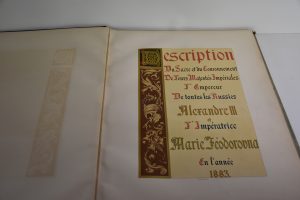 Description
Du Sacre et du Couronnement
De Leurs Majestés Impériales
L'Empereur
De toutes les Russies
Alexandre III
et
L'Impératrice
Marie Féodorovna
En l'année
1883.